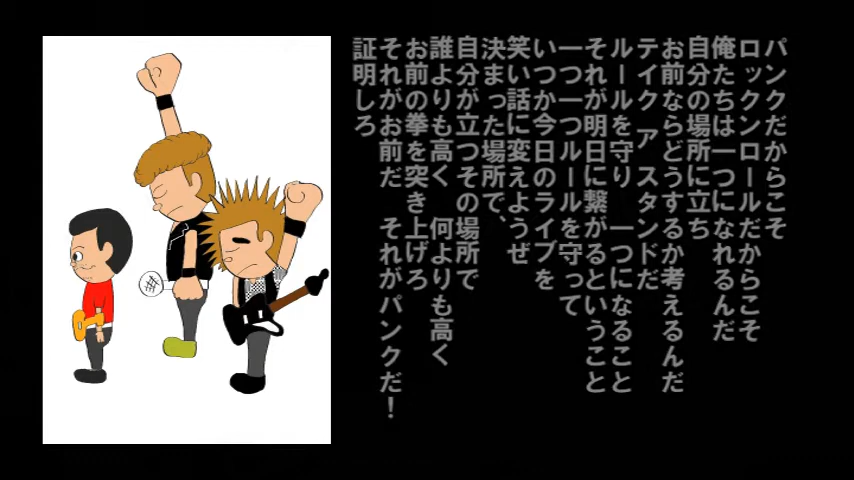 パンクだからこそ
ロックンロールだからこそ
俺たちは一つになれるんだ
自分の場所に立ち
お前ならどうするか考えるんだ
テイク ア スタンドだ
ルールを守り 一つになること
それが明日に繋がるということ
一つ一つルールを守って
いつか今日のライブを
笑い話に変えようぜ
決まった場所で、
自分が立つその場所で
誰よりも高く 何よりも高く
お前の拳を突き上げろ
それがお前だ それがパンクだ！
証明しろ